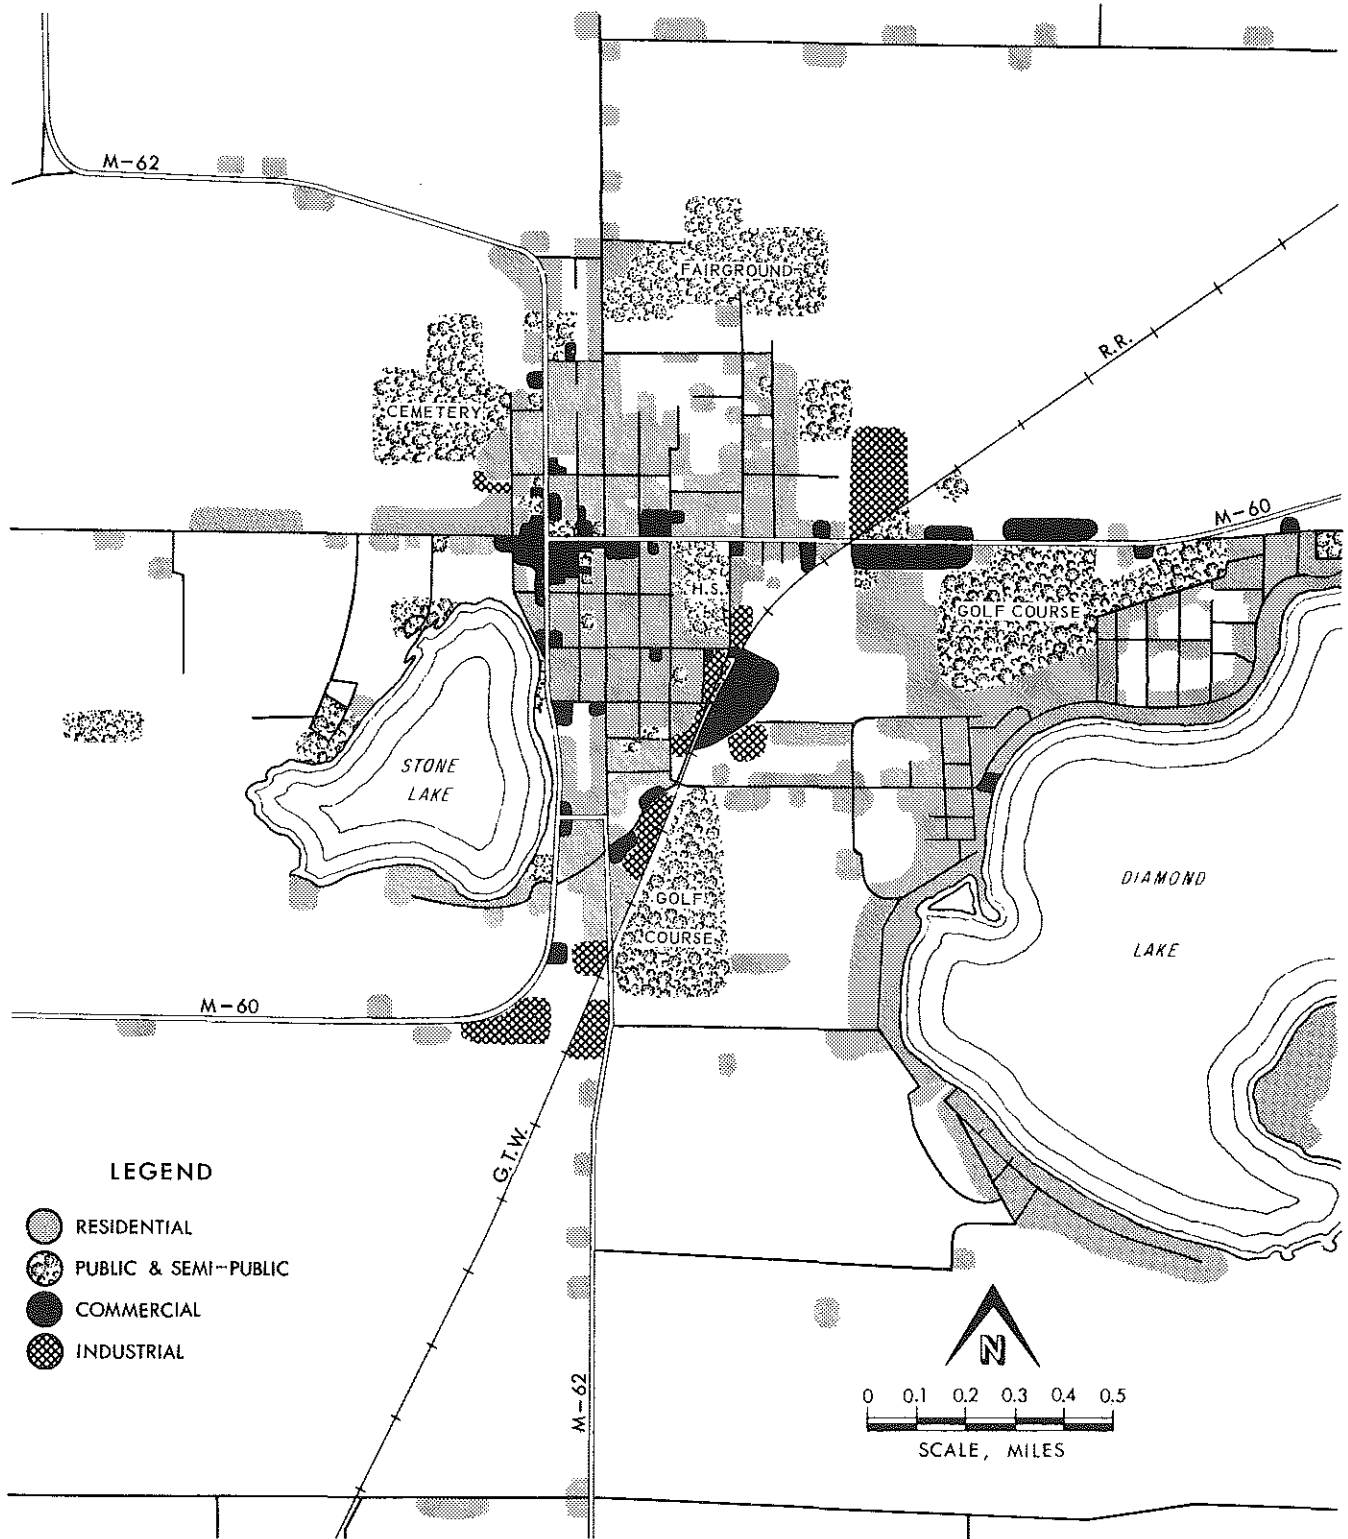 M-62
FAIRGROUND
R.R.
CEMETERY
M-60
H.S.
GOLF COURSE
STONE
LAKE
DIAMOND
LAKE
GOLF
COURSE
M-60
G.T.W.
LEGEND
RESIDENTIAL
PUBLIC & SEMI-PUBLIC
COMMERCIAL
INDUSTRIAL
M-62
N
0 0.1 0.2 0.3 0.4 0.5
SCALE, MILES